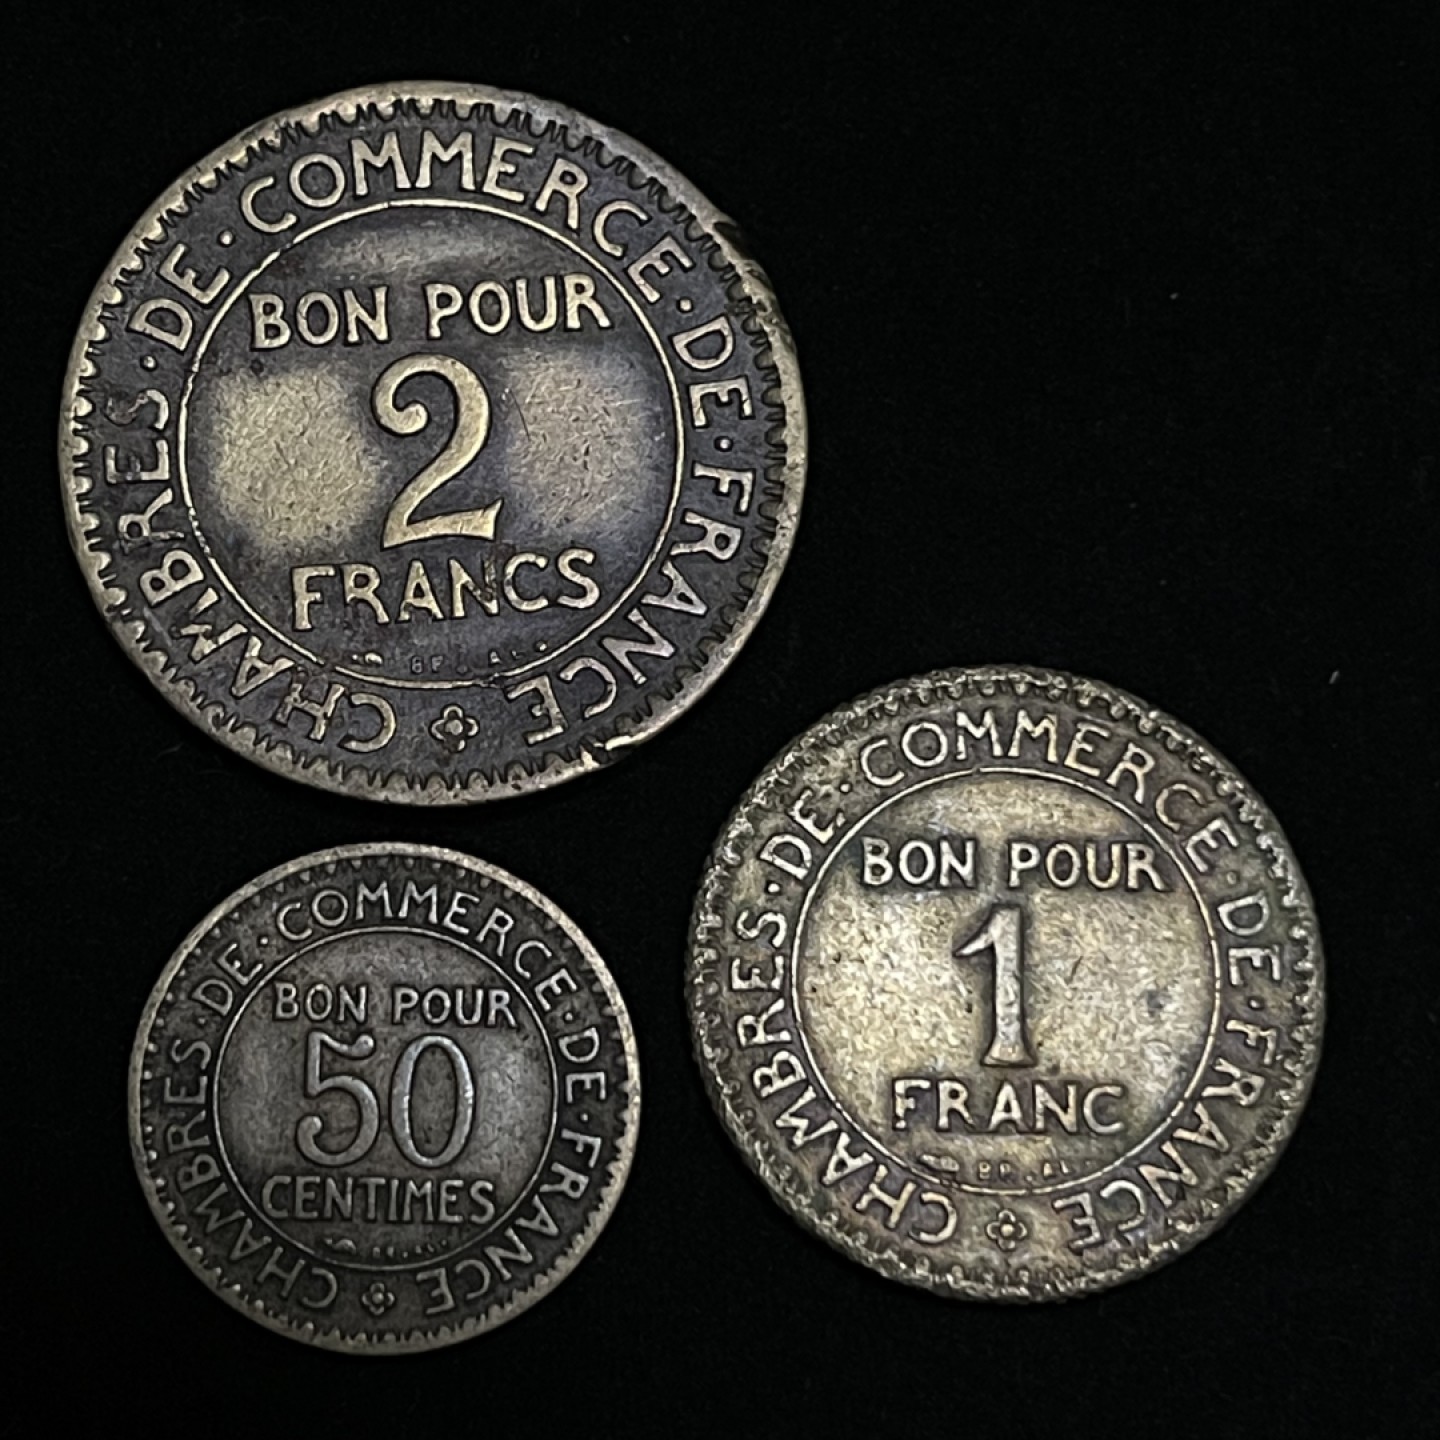 CHAMBRES·DE·COMMERCE·DE·FRANCE
BON POUR
2
FRANCS
CHAMBRES·DE·COMMERCE·DE·FRANCE
BON POUR
50
CENTIMES
CHAMBRES·DE·COMMERCE·DE·FRANCE
BON POUR
1
FRANC